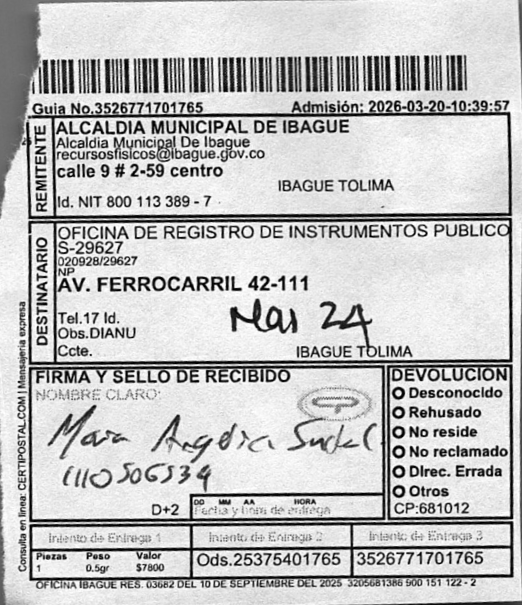 Guia No.3526771701765 Admisión: 2026-03-20-10:39:57
REMITENTE
ALCALDIA MUNICIPAL DE IBAGUE
Alcaldia Municipal De Ibague
recursosfisicos@ibague.gov.co
calle 9 # 2-59 centro
IBAGUE TOLIMA
Id. NIT 800 113 389 - 7
DESTINATARIO
OFICINA DE REGISTRO DE INSTRUMENTOS PUBLICO
S-29627
020928/29627
NP
AV. FERROCARRIL 42-111
Tel.17 Id.
Obs.DIANU
Ccte.
Mar 24
IBAGUE TOLIMA
Consulta en linea: CERTIPOSTAL.COM | Mensajeria expresa
FIRMA Y SELLO DE RECIBIDO
NOMBRE CLARO:
Maria Angelica
1110506534
D+2
DD MM AA HORA
Fecha y hora de entrega
DEVOLUCION
Desconocido
Rehusado
No reside
No reclamado
DIrec. Errada
Otros
CP:681012
Intento de Entrega 1 Intento de Entrega 2 Intento de Entrega 3
Piezas Peso Valor
1 0.5gr $7800
Ods.25375401765 3526771701765
OFICINA IBAGUE RES. 03682 DEL 10 DE SEPTIEMBRE DEL 2025 3205681386 900 151 122 - 2